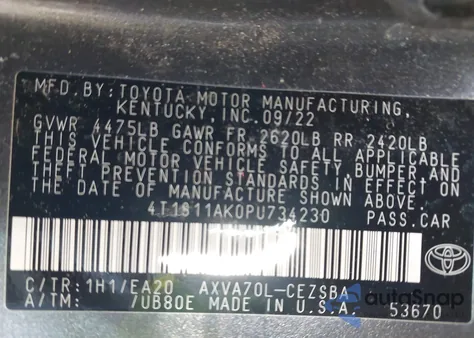 MFD.BY:TOYOTA MOTOR MANUFACTURING,
KENTUCKY, INC.09/22
GVWR 4475LB GAWR FR 2620LB RR 2420LB
THIS VEHICLE CONFORMS TO ALL APPLICABLE
FEDERAL MOTOR VEHICLE SAFETY,BUMPER AND
THEFT PREVENTION STANDARDS IN EFFECT ON
THE DATE OF MANUFACTURE SHOWN ABOVE.
4T1S11AK0PU734230 PASS.CAR
C/TR:1H1/EA20 AXVA70L-CEZSBA
A/TM: /UB80E MADE IN U.S.A. 53670
TOYOTA
autoSnap